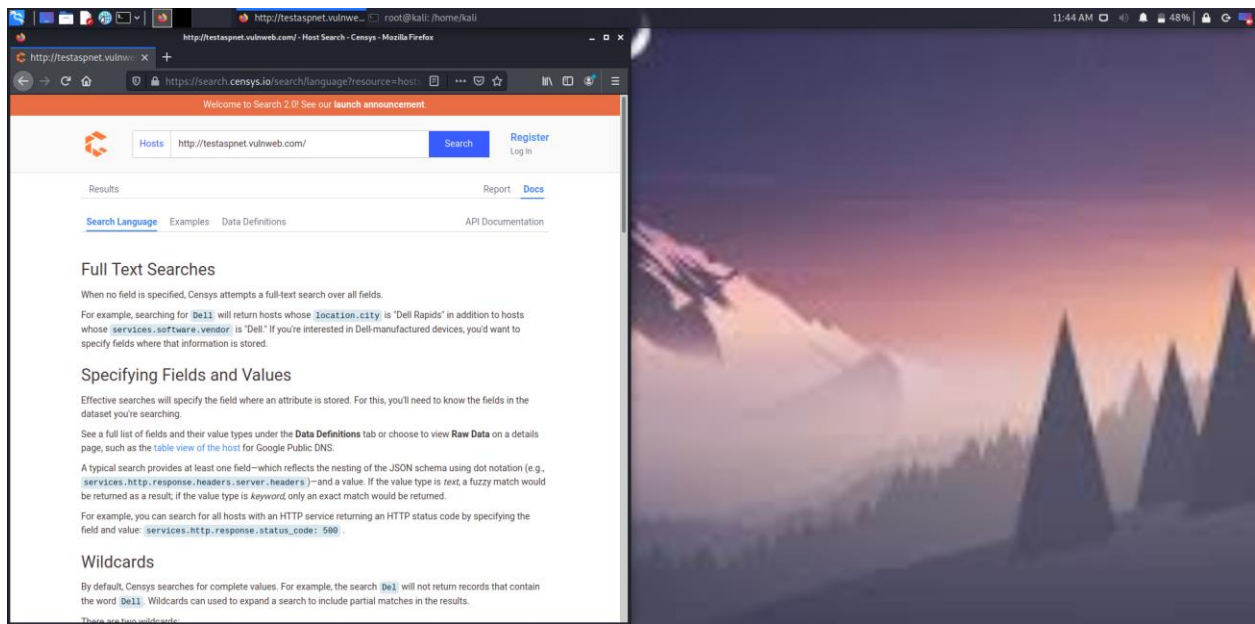 http://testaspnet.vulnwe...
root@kali: /home/kali
11:44 AM
48%
http://testaspnet.vulnweb.com/ - Host Search - Censys - Mozilla Firefox
http://testaspnet.vulnwe
https://search.censys.io/search/language?resource=hosts
Welcome to Search 2.0! See our launch announcement.
Hosts
http://testaspnet.vulnweb.com/
Search
Register
Log In
Results
Report
Docs
Search Language
Examples
Data Definitions
API Documentation
Full Text Searches
When no field is specified, Censys attempts a full-text search over all fields.
For example, searching for Dell will return hosts whose location.city is "Dell Rapids" in addition to hosts
whose services.software.vendor is "Dell." If you're interested in Dell-manufactured devices, you'd want to
specify fields where that information is stored.
Specifying Fields and Values
Effective searches will specify the field where an attribute is stored. For this, you'll need to know the fields in the
dataset you're searching.
See a full list of fields and their value types under the Data Definitions tab or choose to view Raw Data on a details
page, such as the table view of the host for Google Public DNS.
A typical search provides at least one field—which reflects the nesting of the JSON schema using dot notation (e.g.,
services.http.response.headers.server.headers )—and a value. If the value type is text, a fuzzy match would
be returned as a result; if the value type is keyword, only an exact match would be returned.
For example, you can search for all hosts with an HTTP service returning an HTTP status code by specifying the
field and value: services.http.response.status_code: 500 .
Wildcards
By default, Censys searches for complete values. For example, the search Del will not return records that contain
the word Dell. Wildcards can used to expand a search to include partial matches in the results.
There are two wildcards: